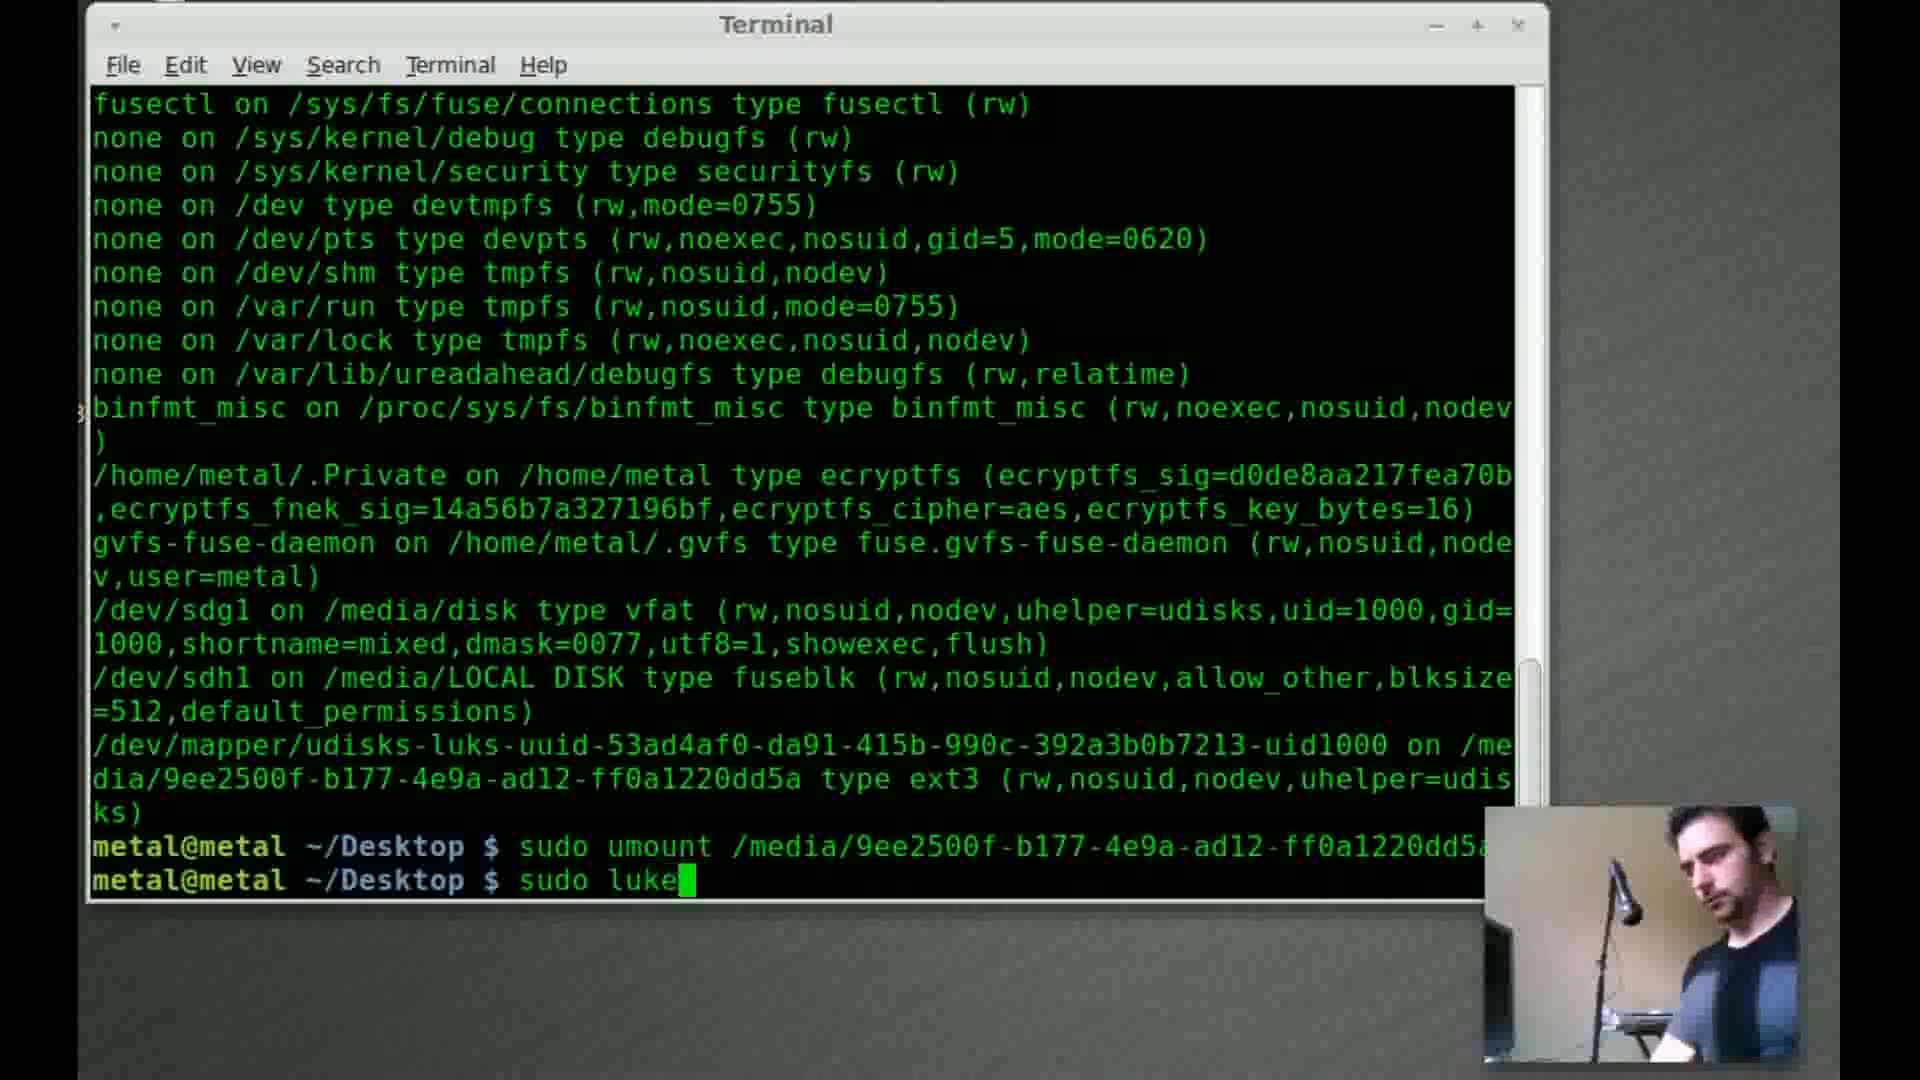 Terminal
File Edit View Search Terminal Help
fusectl on /sys/fs/fuse/connections type fusectl (rw)
none on /sys/kernel/debug type debugfs (rw)
none on /sys/kernel/security type securityfs (rw)
none on /dev type devtmpfs (rw,mode=0755)
none on /dev/pts type devpts (rw,noexec,nosuid,gid=5,mode=0620)
none on /dev/shm type tmpfs (rw,nosuid,nodev)
none on /var/run type tmpfs (rw,nosuid,mode=0755)
none on /var/lock type tmpfs (rw,noexec,nosuid,nodev)
none on /var/lib/ureadahead/debugfs type debugfs (rw,relatime)
binfmt_misc on /proc/sys/fs/binfmt_misc type binfmt_misc (rw,noexec,nosuid,nodev
)
/home/metal/.Private on /home/metal type ecryptfs (ecryptfs_sig=d0de8aa217fea70b
,ecryptfs_fnek_sig=14a56b7a327196bf,ecryptfs_cipher=aes,ecryptfs_key_bytes=16)
gvfs-fuse-daemon on /home/metal/.gvfs type fuse.gvfs-fuse-daemon (rw,nosuid,node
v,user=metal)
/dev/sdg1 on /media/disk type vfat (rw,nosuid,nodev,uhelper=udisks,uid=1000,gid=
1000,shortname=mixed,dmask=0077,utf8=1,showexec,flush)
/dev/sdh1 on /media/LOCAL DISK type fuseblk (rw,nosuid,nodev,allow_other,blksize
=512,default_permissions)
/dev/mapper/udisks-luks-uuid-53ad4af0-da91-415b-990c-392a3b0b7213-uid1000 on /me
dia/9ee2500f-b177-4e9a-ad12-ff0a1220dd5a type ext3 (rw,nosuid,nodev,uhelper=udis
ks)
metal@metal ~/Desktop $ sudo umount /media/9ee2500f-b177-4e9a-ad12-ff0a1220dd5a
metal@metal ~/Desktop $ sudo luke